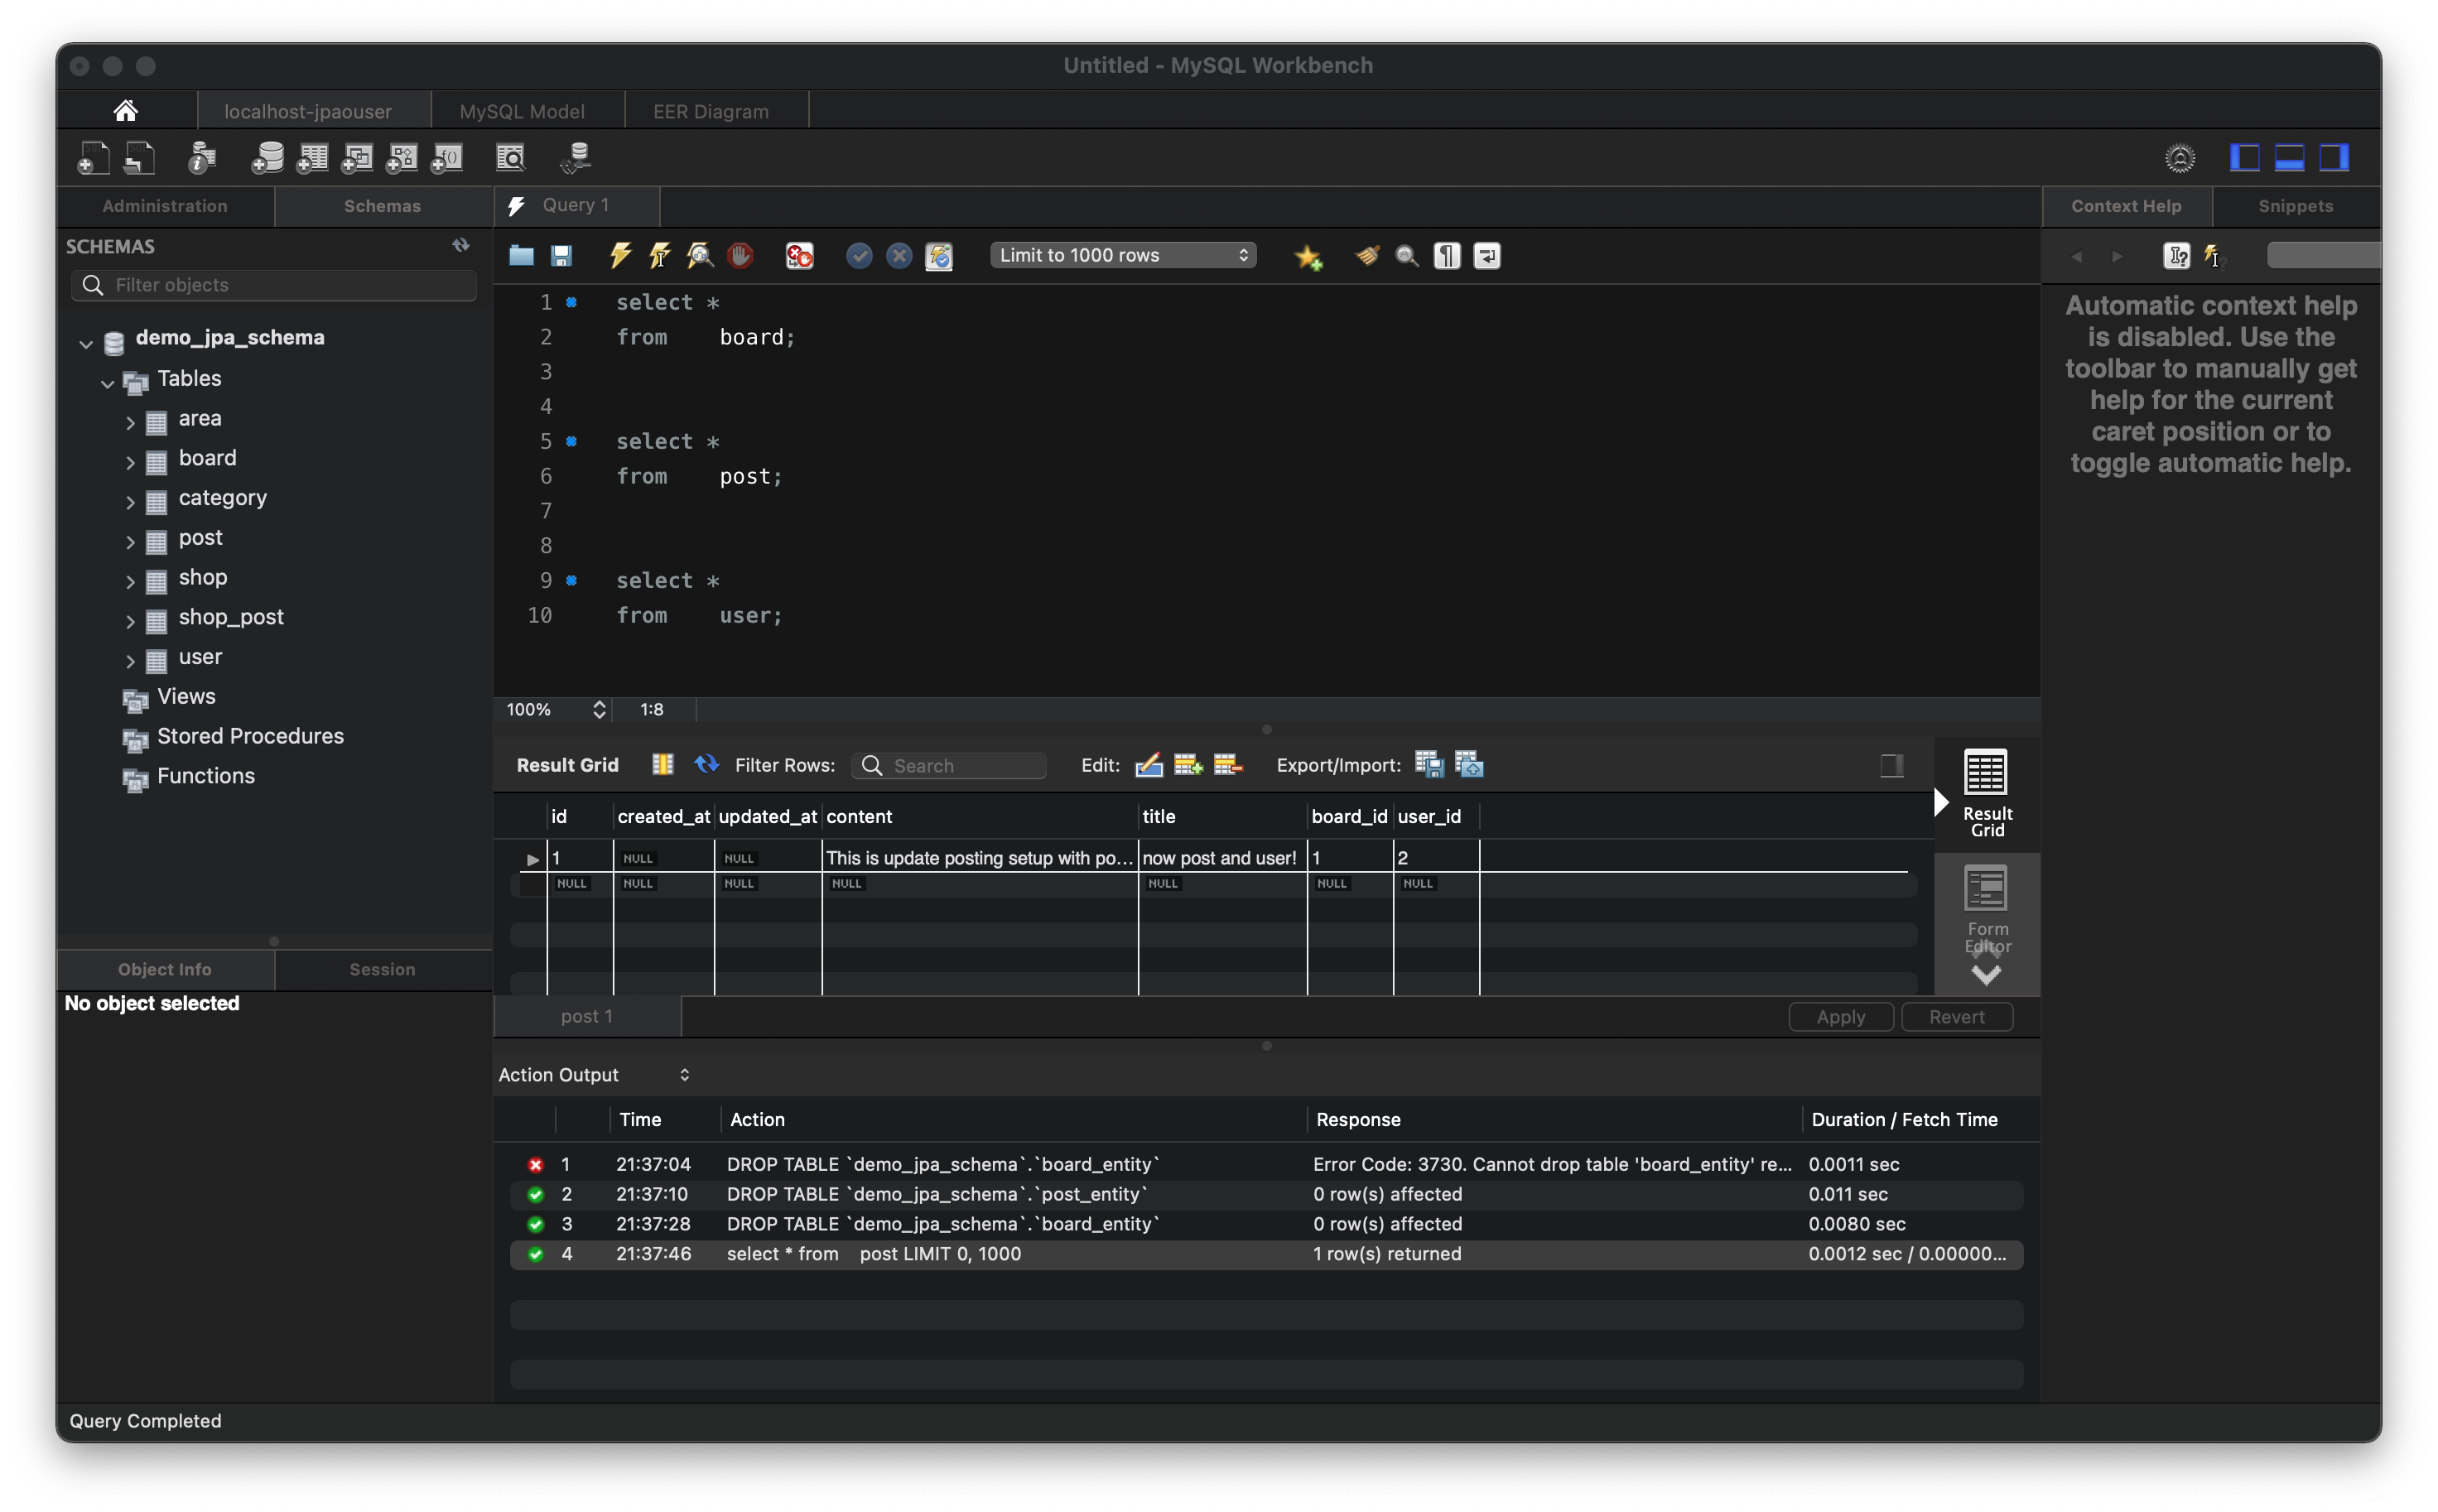 Untitled - MySQL Workbench
localhost-jpaouser
MySQL Model
EER Diagram
Administration
Schemas
SCHEMAS
Filter objects
demo_jpa_schema
Tables
area
board
category
post
shop
shop_post
user
Views
Stored Procedures
Functions
Object Info
Session
No object selected
Query 1
Limit to 1000 rows
1 select *
2 from board;
3
4
5 select *
6 from post;
7
8
9 select *
10 from user;
100% 1:8
Result Grid Filter Rows: Search Edit: Export/Import:
id created_at updated_at content title board_id user_id
1 NULL NULL This is update posting setup with po... now post and user! 1 2
NULL NULL NULL NULL NULL NULL NULL
Result
Grid
Form
Editor
post 1
Apply
Revert
Action Output
Time Action Response Duration / Fetch Time
1 21:37:04 DROP TABLE `demo_jpa_schema`.`board_entity` Error Code: 3730. Cannot drop table 'board_entity' re... 0.0011 sec
2 21:37:10 DROP TABLE `demo_jpa_schema`.`post_entity` 0 row(s) affected 0.011 sec
3 21:37:28 DROP TABLE `demo_jpa_schema`.`board_entity` 0 row(s) affected 0.0080 sec
4 21:37:46 select * from post LIMIT 0, 1000 1 row(s) returned 0.0012 sec / 0.00000...
Context Help
Snippets
Automatic context help
is disabled. Use the
toolbar to manually get
help for the current
caret position or to
toggle automatic help.
Query Completed